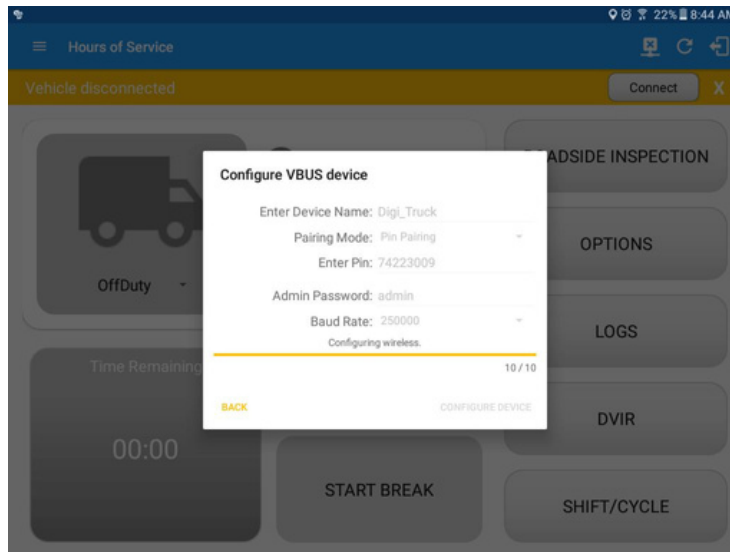 22% 8:44 AM
Hours of Service
Vehicle disconnected
Connect
X
ROADSIDE INSPECTION
Configure VBUS device
Enter Device Name: Digi_Truck
Pairing Mode: Pin Pairing
Enter Pin: 74223009
Admin Password: admin
Baud Rate: 250000
Configuring wireless.
10/10
BACK
CONFIGURE DEVICE
OffDuty
OPTIONS
LOGS
Time Remaining
00:00
DVIR
START BREAK
SHIFT/CYCLE